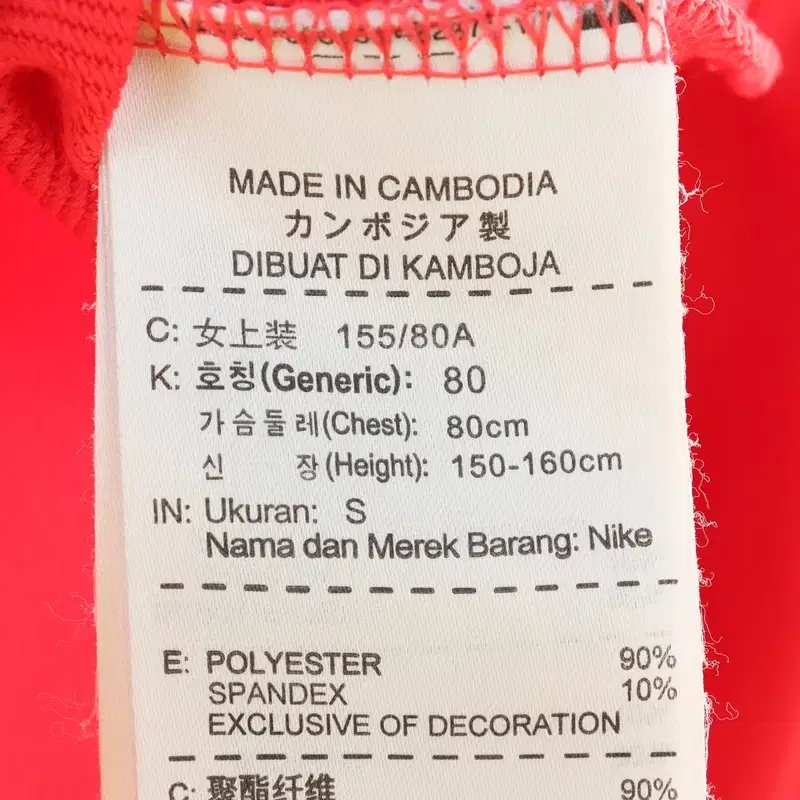 MADE IN CAMBODIA
カンボジア製
DIBUAT DI KAMBOJA
C: 女上装 155/80A
K: 호칭(Generic): 80
가슴둘레(Chest): 80cm
신 장(Height): 150-160cm
IN: Ukuran: S
Nama dan Merek Barang: Nike
E: POLYESTER 90%
SPANDEX 10%
EXCLUSIVE OF DECORATION
C: 聚酯纤维 90%